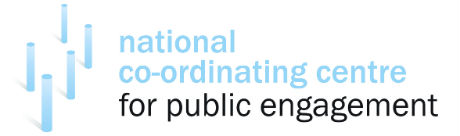 national
co-ordinating centre
for public engagement